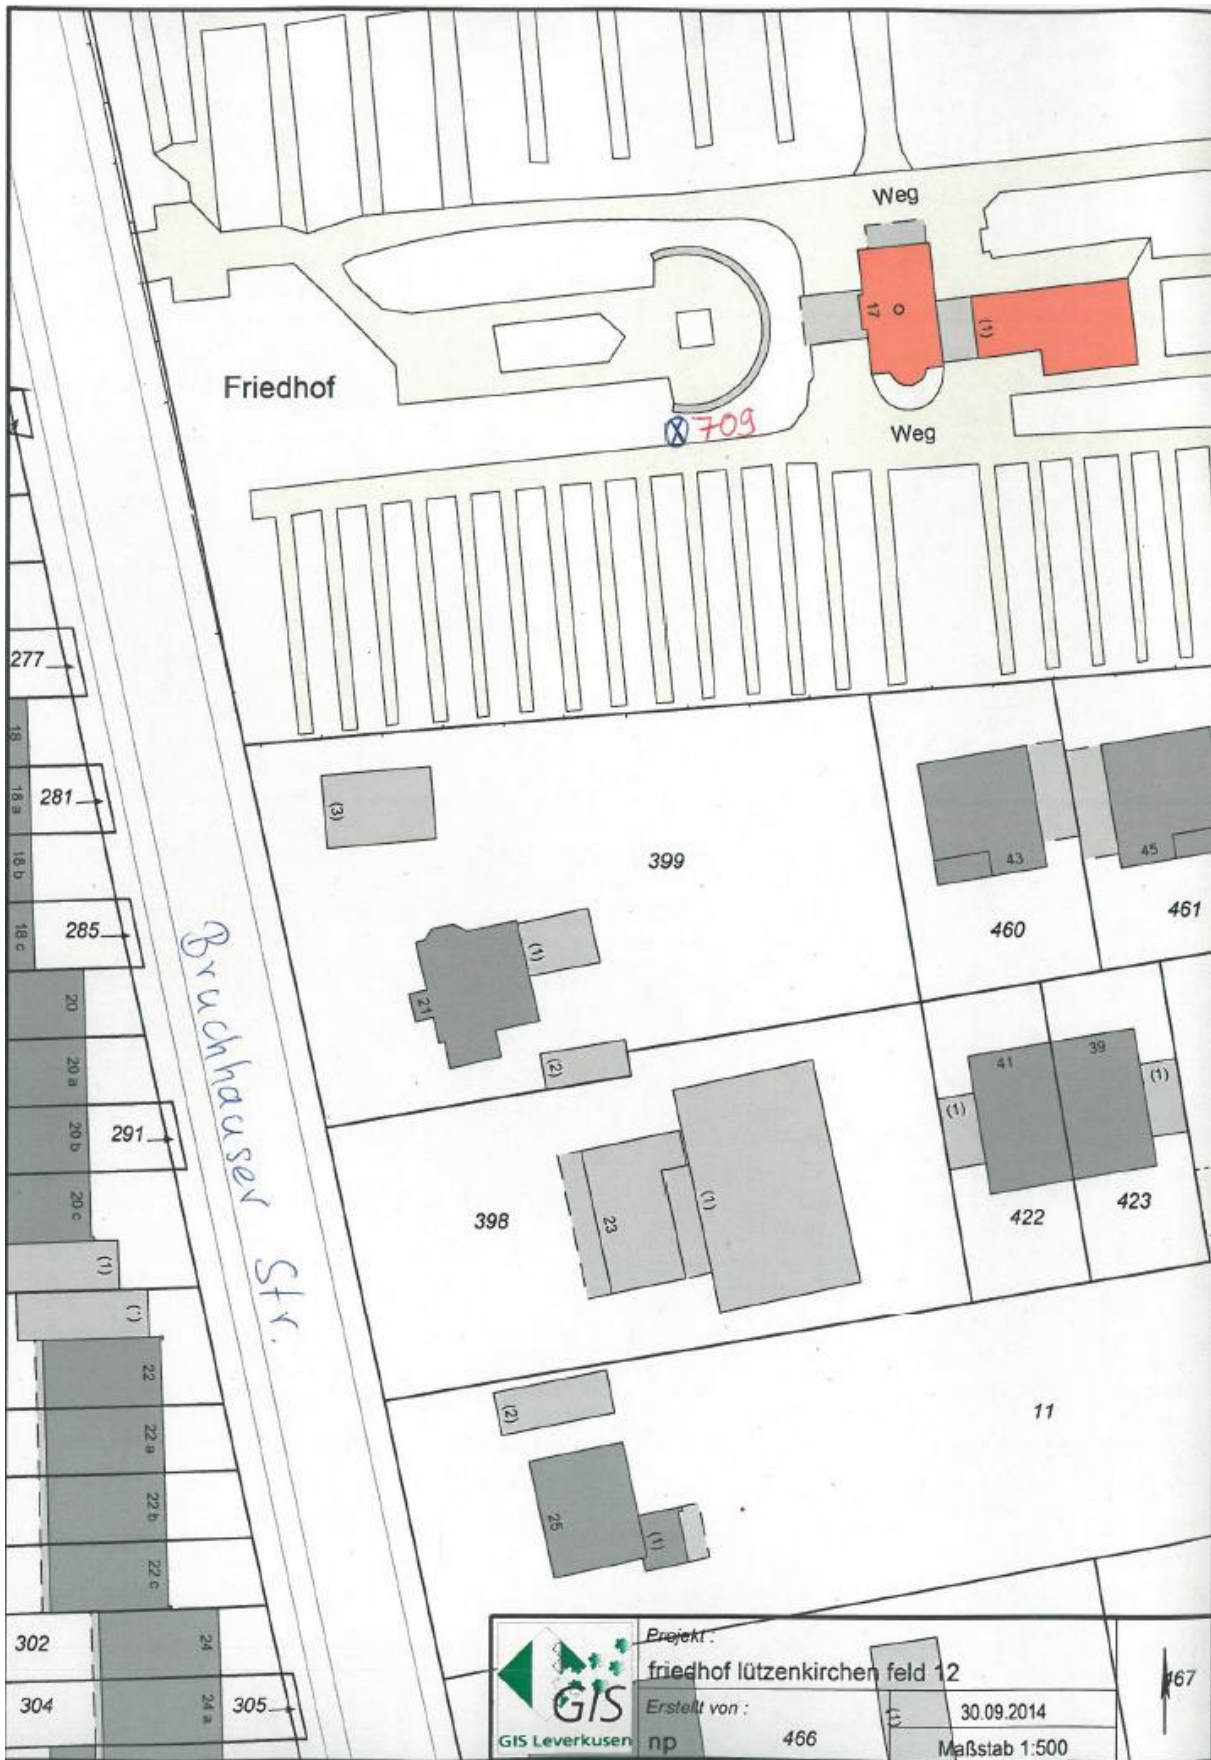 Weg
17
(1)
Friedhof
709
Weg
277
18
18 a
281
18 b
18 c
285
(3)
399
43
45
460
461
(1)
21
20
(2)
41
39
(1)
(1)
20 a
20 b
291
20 c
Bruchhauser Str.
398
23
(1)
422
423
(1)
(1)
22
22 a
22 b
22 c
(2)
11
25
(1)
302
24
304
24 a
305
GIS
GIS Leverkusen
Projekt :
friedhof lützenkirchen feld 12
Erstellt von :
np
466
(1)
30.09.2014
Maßstab 1:500
467